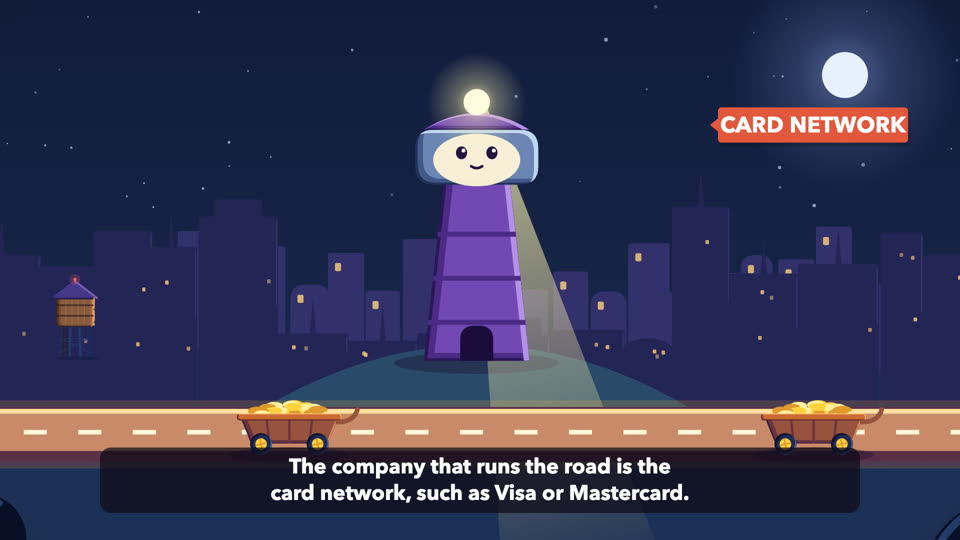 CARD NETWORK
The company that runs the road is the
card network, such as Visa or Mastercard.